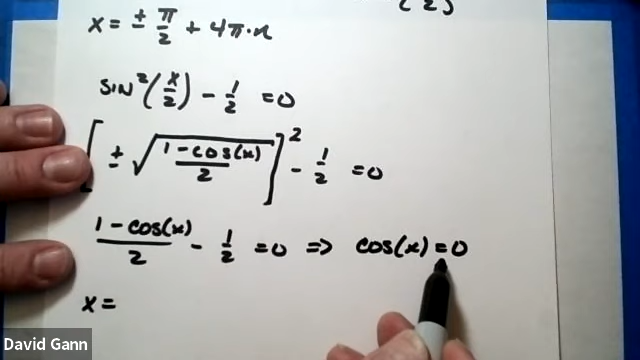 (2)
x = ± π/2 + 4π·n
sin²(x/2) - 1/2 = 0
[± √(1-cos(x)/2)]² - 1/2 = 0
1-cos(x)/2 - 1/2 = 0 => cos(x) = 0
x =
David Gann